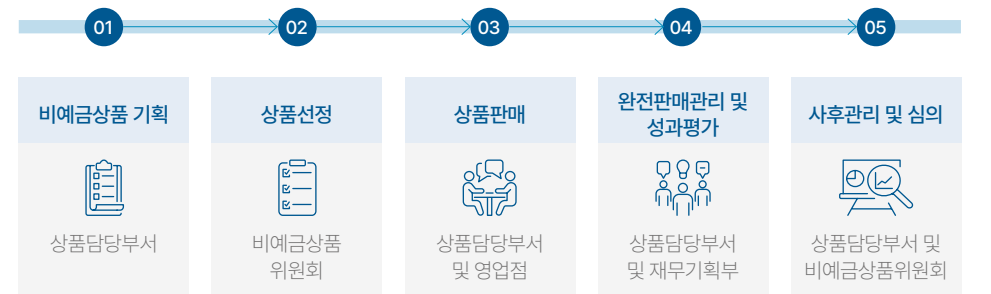 01
02
03
04
05
비예금상품 기획
상품담당부서
상품선정
비예금상품
위원회
상품판매
상품담당부서
및 영업점
완전판매관리 및
성과평가
상품담당부서
및 재무기획부
사후관리 및 심의
상품담당부서 및
비예금상품위원회